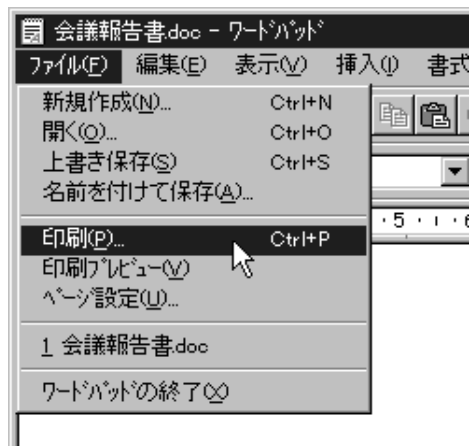 会議報告書.doc - ワードパッド
ファイル(F) 編集(E) 表示(V) 挿入(I) 書式
新規作成(N)... Ctrl+N
開く(O)... Ctrl+O
上書き保存(S) Ctrl+S
名前を付けて保存(A)...
印刷(P)... Ctrl+P
印刷プレビュー(V)
ページ設定(U)...
1 会議報告書.doc
ワードパッドの終了(X)
· 5 · ı · 6